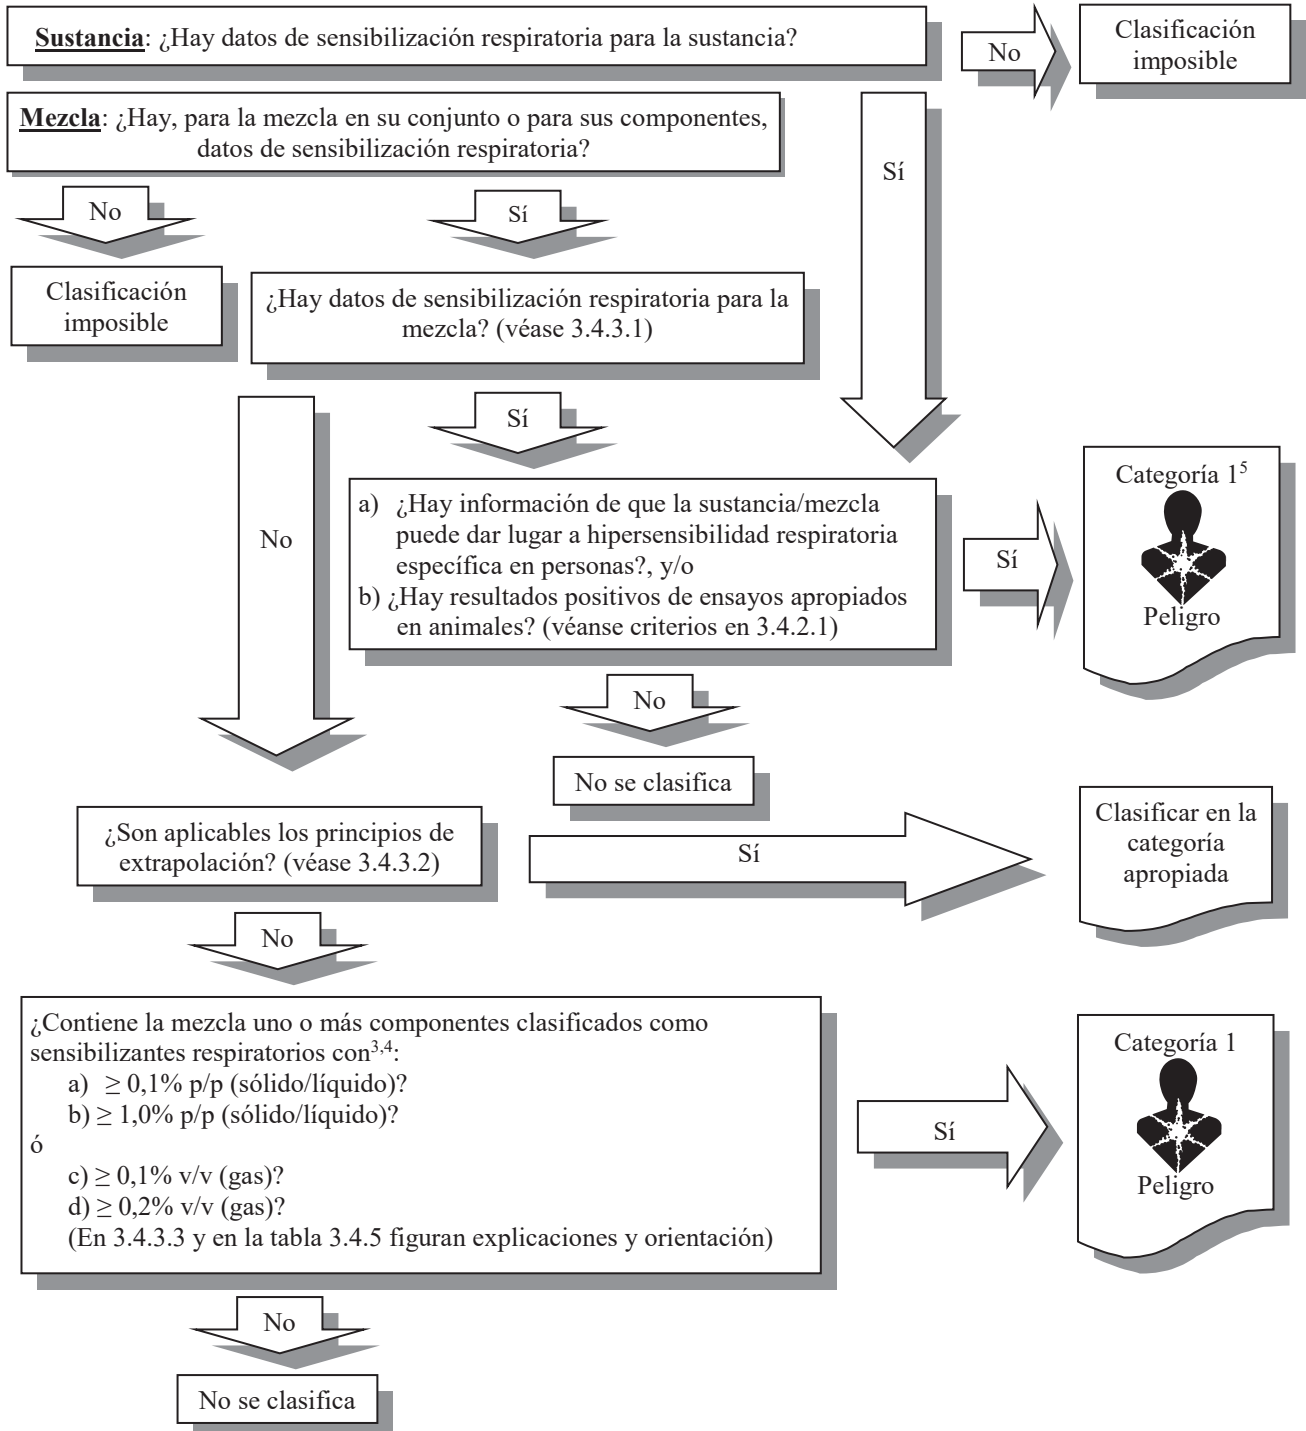 Sustancia: ¿Hay datos de sensibilización respiratoria para la sustancia?
No
Clasificación
imposible
Mezcla: ¿Hay, para la mezcla en su conjunto o para sus componentes,
datos de sensibilización respiratoria?
Sí
No
Sí
Clasificación
imposible
¿Hay datos de sensibilización respiratoria para la
mezcla? (véase 3.4.3.1)
Sí
No
a) ¿Hay información de que la sustancia/mezcla
puede dar lugar a hipersensibilidad respiratoria
específica en personas?, y/o
b) ¿Hay resultados positivos de ensayos apropiados
en animales? (véanse criterios en 3.4.2.1)
Sí
Categoría 1⁵
Peligro
No
No se clasifica
¿Son aplicables los principios de
extrapolación? (véase 3.4.3.2)
Sí
Clasificar en la
categoría
apropiada
No
¿Contiene la mezcla uno o más componentes clasificados como
sensibilizantes respiratorios con³,⁴:
a) ≥ 0,1% p/p (sólido/líquido)?
b) ≥ 1,0% p/p (sólido/líquido)?
ó
c) ≥ 0,1% v/v (gas)?
d) ≥ 0,2% v/v (gas)?
(En 3.4.3.3 y en la tabla 3.4.5 figuran explicaciones y orientación)
Sí
Categoría 1
Peligro
No
No se clasifica